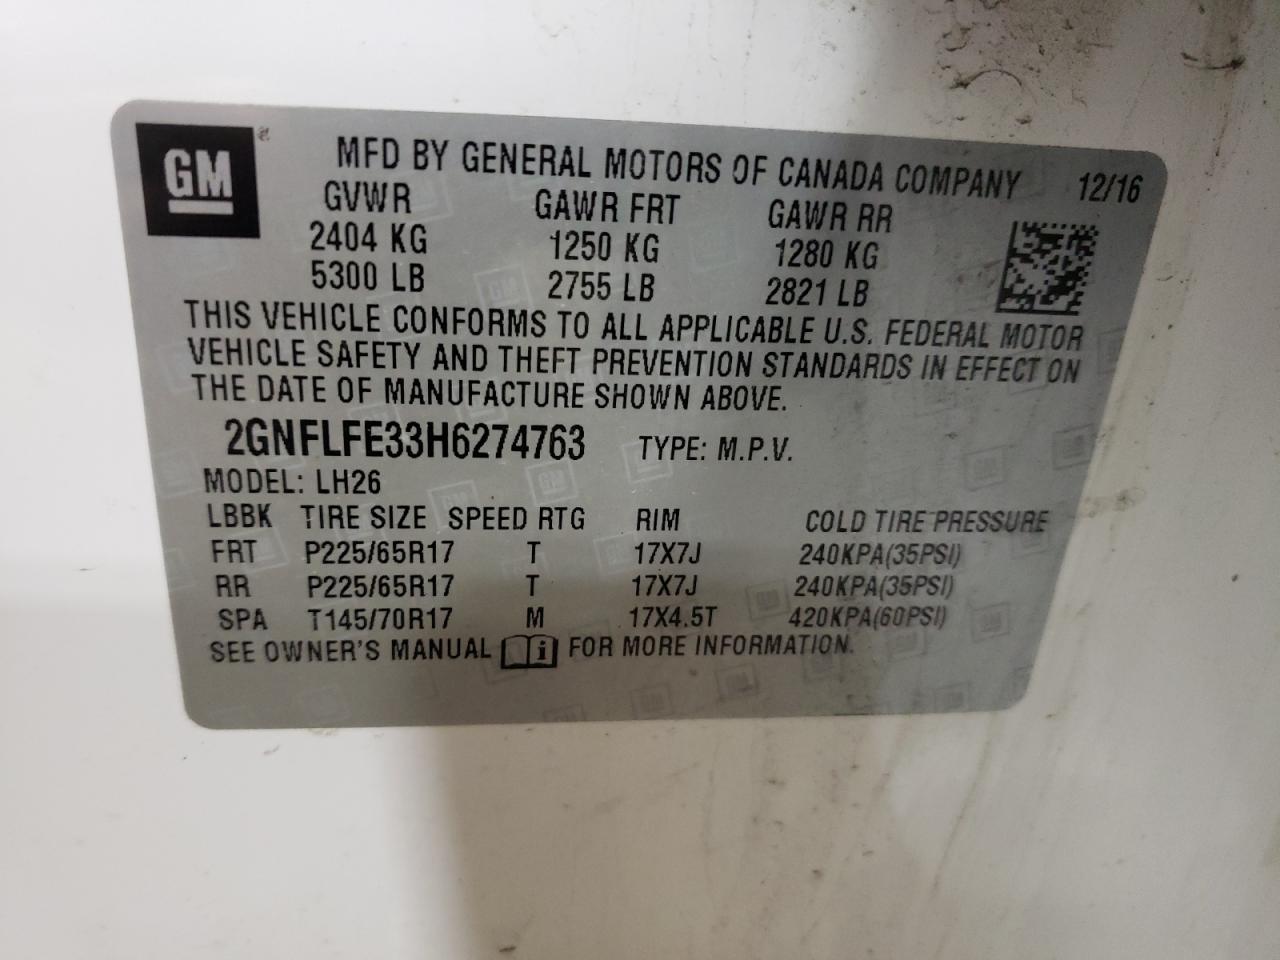 GM
MFD BY GENERAL MOTORS OF CANADA COMPANY 12/16
GVWR GAWR FRT GAWR RR
2404 KG 1250 KG 1280 KG
5300 LB 2755 LB 2821 LB
THIS VEHICLE CONFORMS TO ALL APPLICABLE U.S. FEDERAL MOTOR
VEHICLE SAFETY AND THEFT PREVENTION STANDARDS IN EFFECT ON
THE DATE OF MANUFACTURE SHOWN ABOVE.
2GNFLFE33H6274763 TYPE: M.P.V.
MODEL: LH26
LBBK TIRE SIZE SPEED RTG RIM COLD TIRE PRESSURE
FRT P225/65R17 T 17X7J 240KPA(35PSI)
RR P225/65R17 T 17X7J 240KPA(35PSI)
SPA T145/70R17 M 17X4.5T 420KPA(60PSI)
SEE OWNER'S MANUAL i FOR MORE INFORMATION.